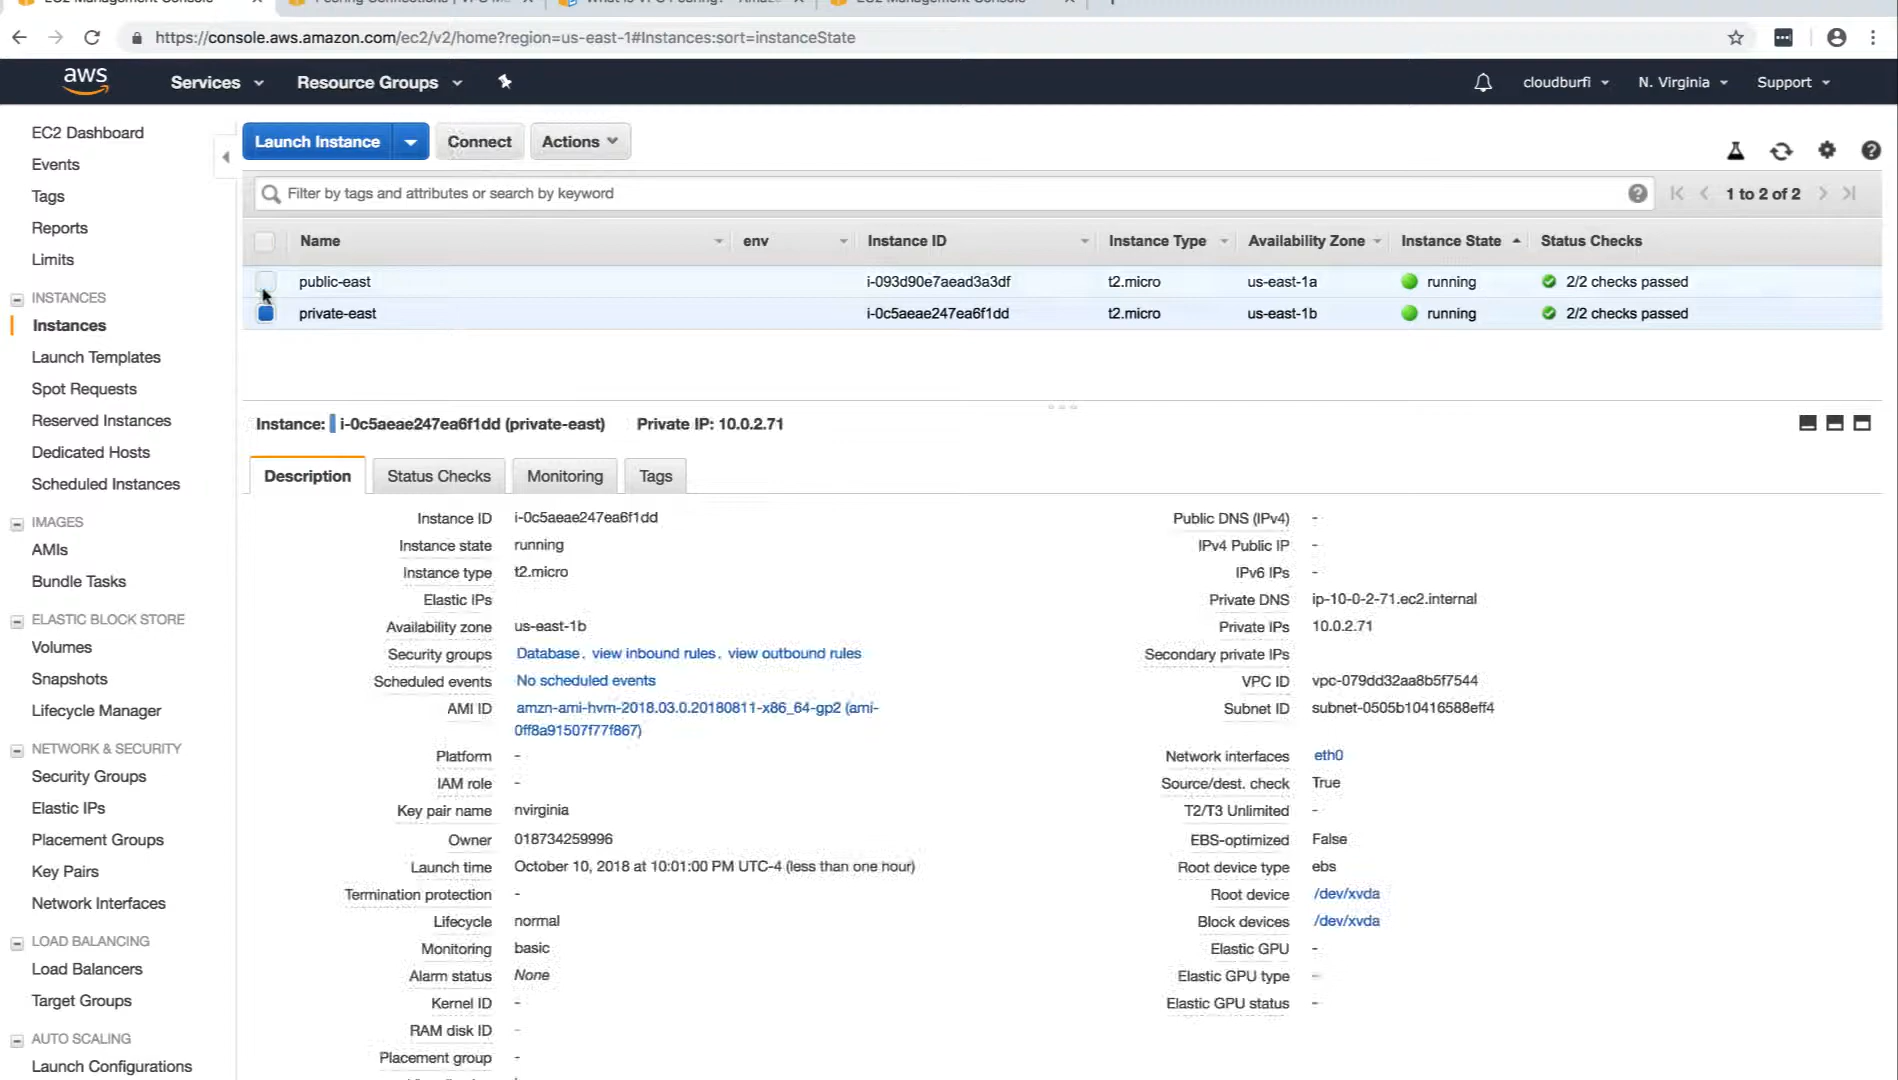 EC2 Management Console
Peering Connections | VPC M
What is VPC Peering? - Amaz
EC2 Management Console
https://console.aws.amazon.com/ec2/v2/home?region=us-east-1#Instances:sort=instanceState
aws
Services
Resource Groups
cloudburfi
N. Virginia
Support
EC2 Dashboard
Events
Tags
Reports
Limits
INSTANCES
Instances
Launch Templates
Spot Requests
Reserved Instances
Dedicated Hosts
Scheduled Instances
IMAGES
AMIs
Bundle Tasks
ELASTIC BLOCK STORE
Volumes
Snapshots
Lifecycle Manager
NETWORK & SECURITY
Security Groups
Elastic IPs
Placement Groups
Key Pairs
Network Interfaces
LOAD BALANCING
Load Balancers
Target Groups
AUTO SCALING
Launch Configurations
Launch Instance
Connect
Actions
Filter by tags and attributes or search by keyword
1 to 2 of 2
Name env Instance ID Instance Type Availability Zone Instance State Status Checks
public-east i-093d90e7aead3a3df t2.micro us-east-1a running 2/2 checks passed
private-east i-0c5aeae247ea6f1dd t2.micro us-east-1b running 2/2 checks passed
Instance: i-0c5aeae247ea6f1dd (private-east) Private IP: 10.0.2.71
Description Status Checks Monitoring Tags
Instance ID i-0c5aeae247ea6f1dd
Instance state running
Instance type t2.micro
Elastic IPs
Availability zone us-east-1b
Security groups Database. view inbound rules. view outbound rules
Scheduled events No scheduled events
AMI ID amzn-ami-hvm-2018.03.0.20180811-x86_64-gp2 (ami-
0ff8a91507f77f867)
Platform -
IAM role -
Key pair name nvirginia
Owner 018734259996
Launch time October 10, 2018 at 10:01:00 PM UTC-4 (less than one hour)
Termination protection -
Lifecycle normal
Monitoring basic
Alarm status None
Kernel ID -
RAM disk ID -
Placement group -
Public DNS (IPv4) -
IPv4 Public IP -
IPv6 IPs -
Private DNS ip-10-0-2-71.ec2.internal
Private IPs 10.0.2.71
Secondary private IPs
VPC ID vpc-079dd32aa8b5f7544
Subnet ID subnet-0505b10416588eff4
Network interfaces eth0
Source/dest. check True
T2/T3 Unlimited -
EBS-optimized False
Root device type ebs
Root device /dev/xvda
Block devices /dev/xvda
Elastic GPU -
Elastic GPU type -
Elastic GPU status -